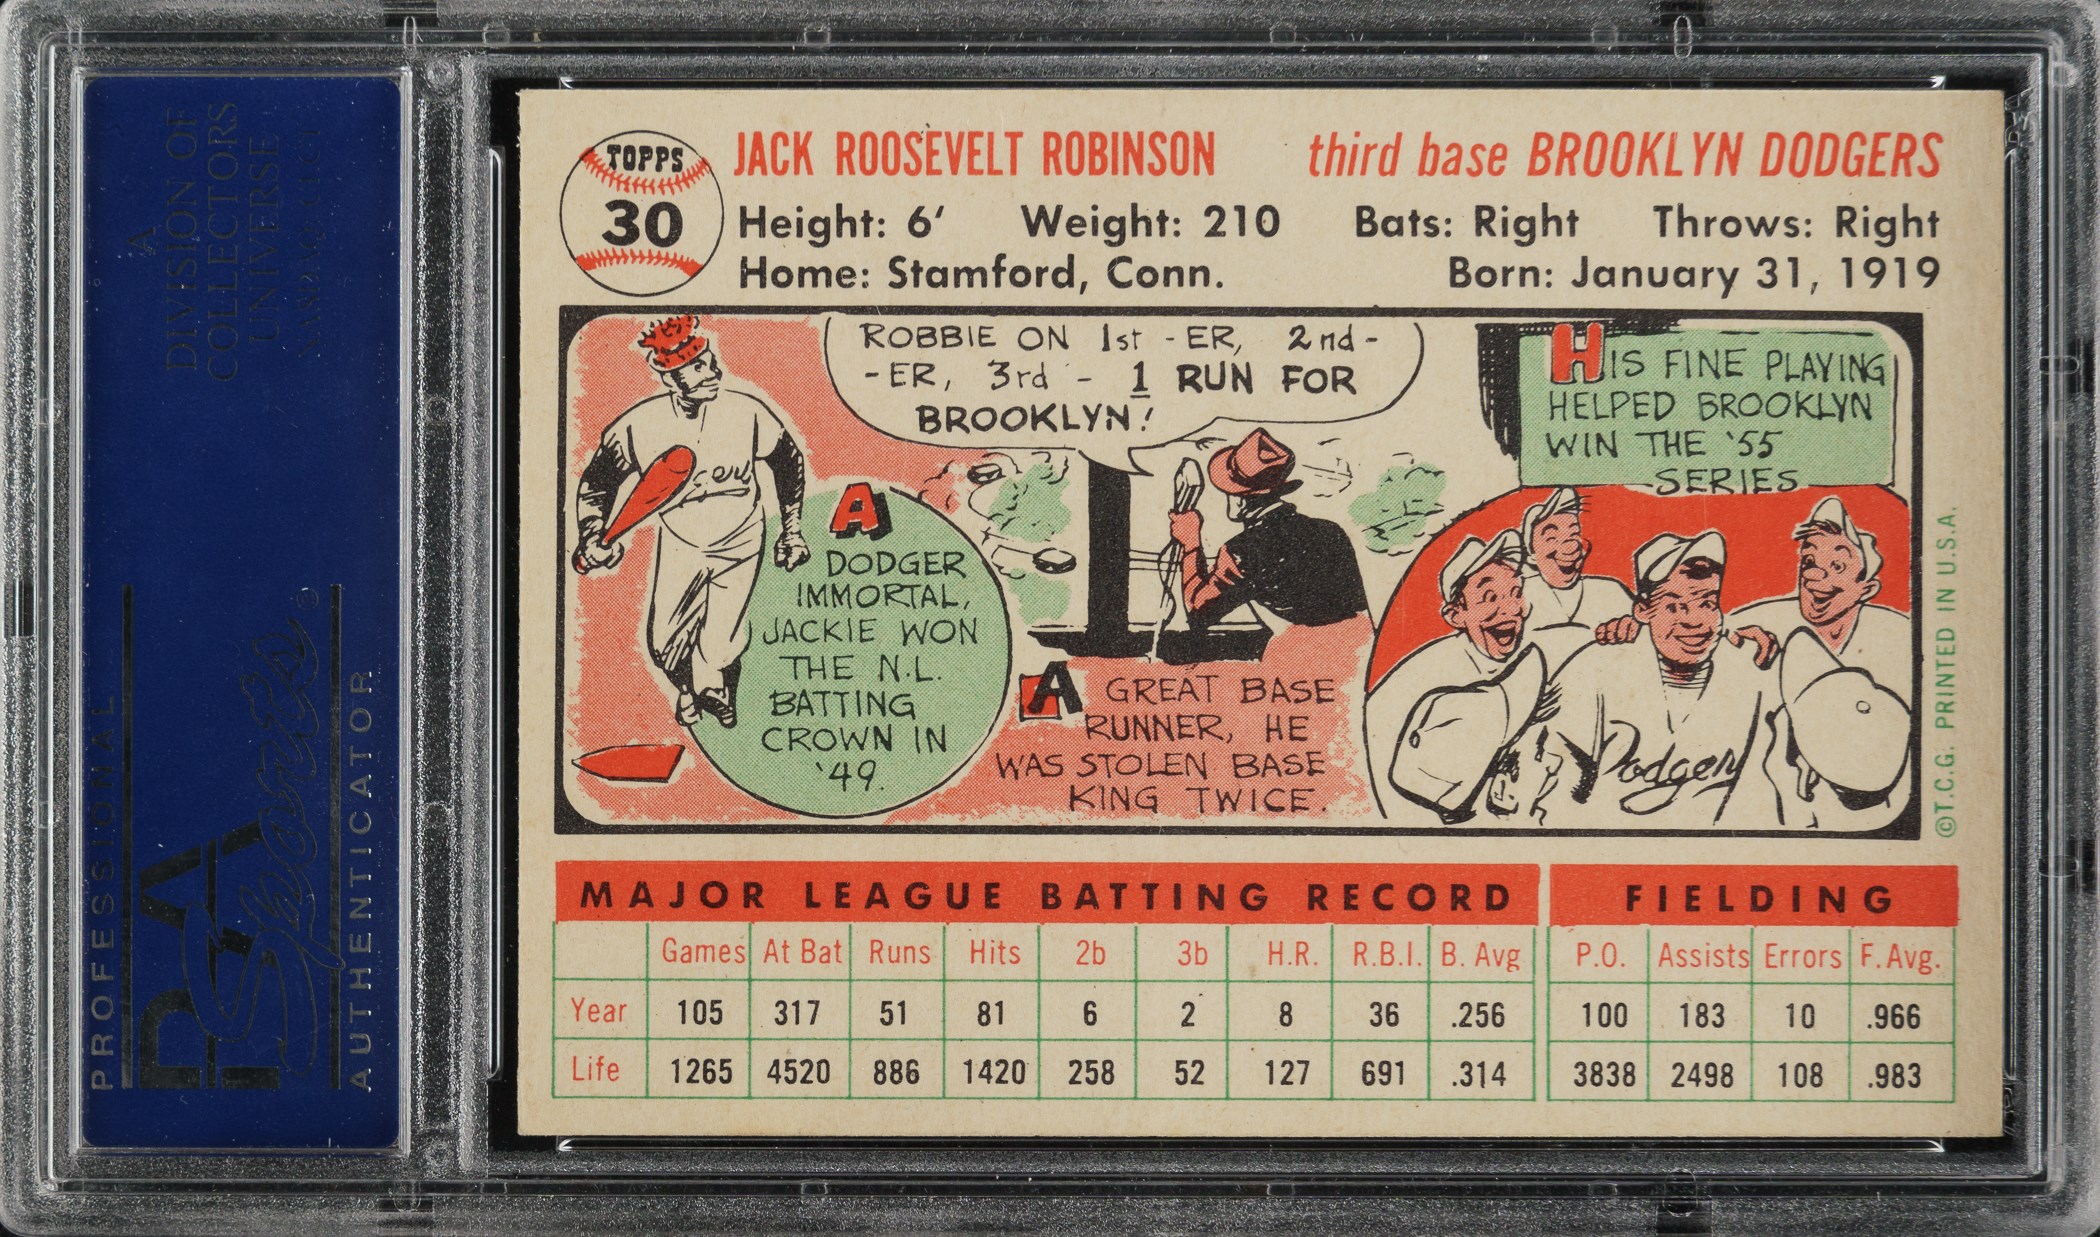 A
DIVISION OF
COLLECTORS
UNIVERSE
NASDAQ: CLCT
PROFESSIONAL
PSA
Sports
AUTHENTICATOR
TOPPS
30
JACK ROOSEVELT ROBINSON third base BROOKLYN DODGERS
Height: 6' Weight: 210 Bats: Right Throws: Right
Home: Stamford, Conn. Born: January 31, 1919
ROBBIE ON 1st -ER, 2nd-
-ER, 3rd - 1 RUN FOR
BROOKLYN!
A
DODGER
IMMORTAL,
JACKIE WON
THE N.L.
BATTING
CROWN IN
'49.
A GREAT BASE
RUNNER, HE
WAS STOLEN BASE
KING TWICE.
HIS FINE PLAYING
HELPED BROOKLYN
WIN THE '55
SERIES
Dodgers
©T.C.G. PRINTED IN U.S.A.
MAJOR LEAGUE BATTING RECORD FIELDING
Games At Bat Runs Hits 2b 3b H.R. R.B.I. B. Avg P.O. Assists Errors F. Avg.
Year 105 317 51 81 6 2 8 36 .256 100 183 10 .966
Life 1265 4520 886 1420 258 52 127 691 .314 3838 2498 108 .983